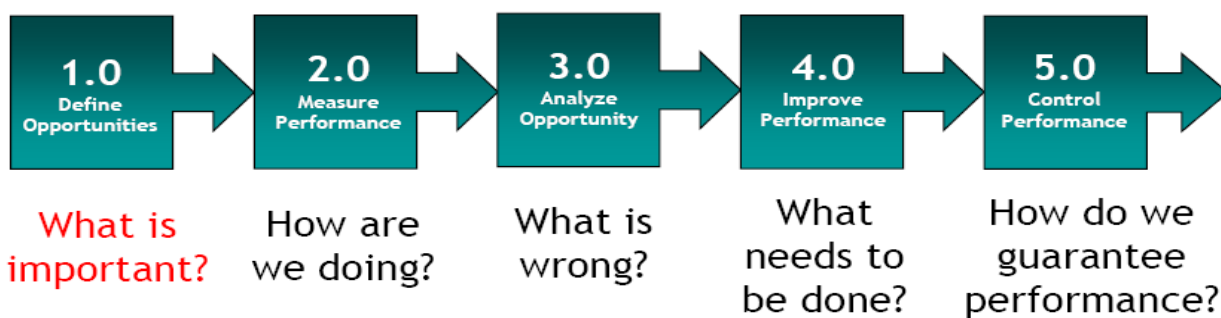 1.0
Define
Opportunities
2.0
Measure
Performance
3.0
Analyze
Opportunity
4.0
Improve
Performance
5.0
Control
Performance
What is
important?
How are
we doing?
What is
wrong?
What
needs to
be done?
How do we
guarantee
performance?